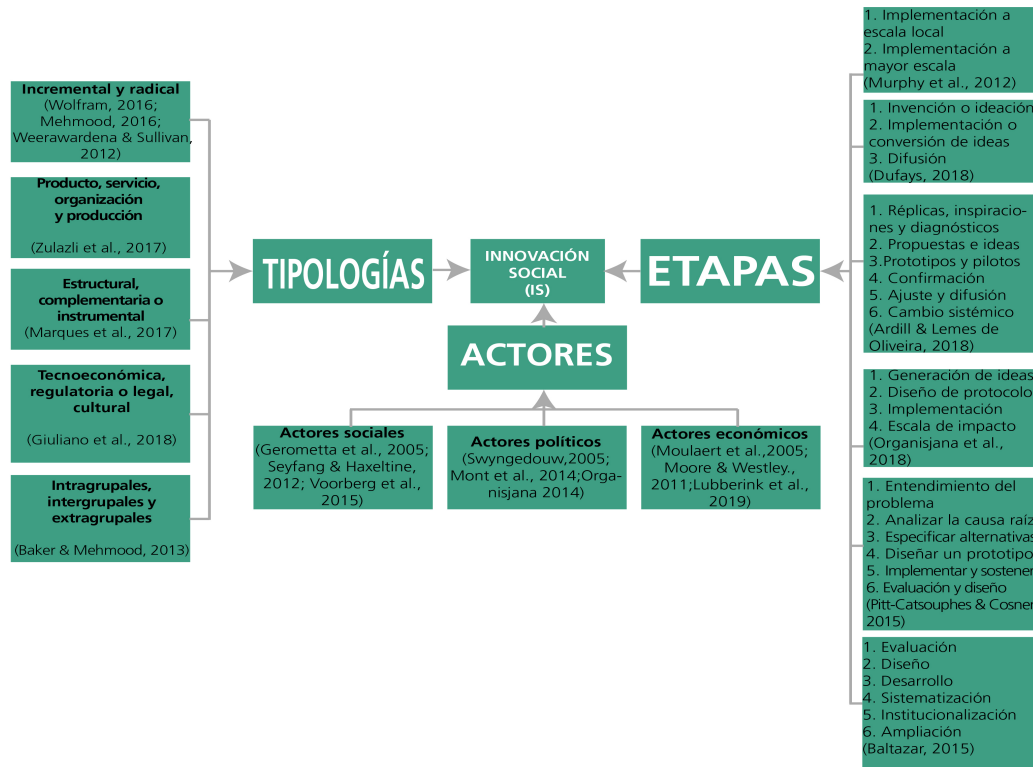 Incremental y radical
(Wolfram, 2016;
Mehmood, 2016;
Weerawardena & Sullivan,
2012)
Producto, servicio,
organización
y producción
(Zulazli et al., 2017)
Estructural,
complementaria o
instrumental
(Marques et al., 2017)
Tecnoeconómica,
regulatoria o legal,
cultural
(Giuliano et al., 2018)
Intragrupales,
intergrupales y
extragrupales
(Baker & Mehmood, 2013)
TIPOLOGÍAS
INNOVACIÓN
SOCIAL
(IS)
ETAPAS
ACTORES
Actores sociales
(Gerometta et al., 2005;
Seyfang & Haxeltine,
2012; Voorberg et al.,
2015)
Actores políticos
(Swyngedouw,2005;
Mont et al., 2014;Orga-
nisjana 2014)
Actores económicos
(Moulaert et al.,2005;
Moore & Westley.,
2011;Lubberink et al.,
2019)
1. Implementación a
escala local
2. Implementación a
mayor escala
(Murphy et al., 2012)
1. Invención o ideación
2. Implementación o
conversión de ideas
3. Difusión
(Dufays, 2018)
1. Réplicas, inspiracio-
nes y diagnósticos
2. Propuestas e ideas
3.Prototipos y pilotos
4. Confirmación
5. Ajuste y difusión
6. Cambio sistémico
(Ardill & Lemes de
Oliveira, 2018)
1. Generación de ideas
2. Diseño de protocolo
3. Implementación
4. Escala de impacto
(Organisjana et al.,
2018)
1. Entendimiento del
problema
2. Analizar la causa raíz
3. Especificar alternativas
4. Diseñar un prototipo
5. Implementar y sostener
6. Evaluación y diseño
(Pitt-Catsouphes & Cosner
2015)
1. Evaluación
2. Diseño
3. Desarrollo
4. Sistematización
5. Institucionalización
6. Ampliación
(Baltazar, 2015)